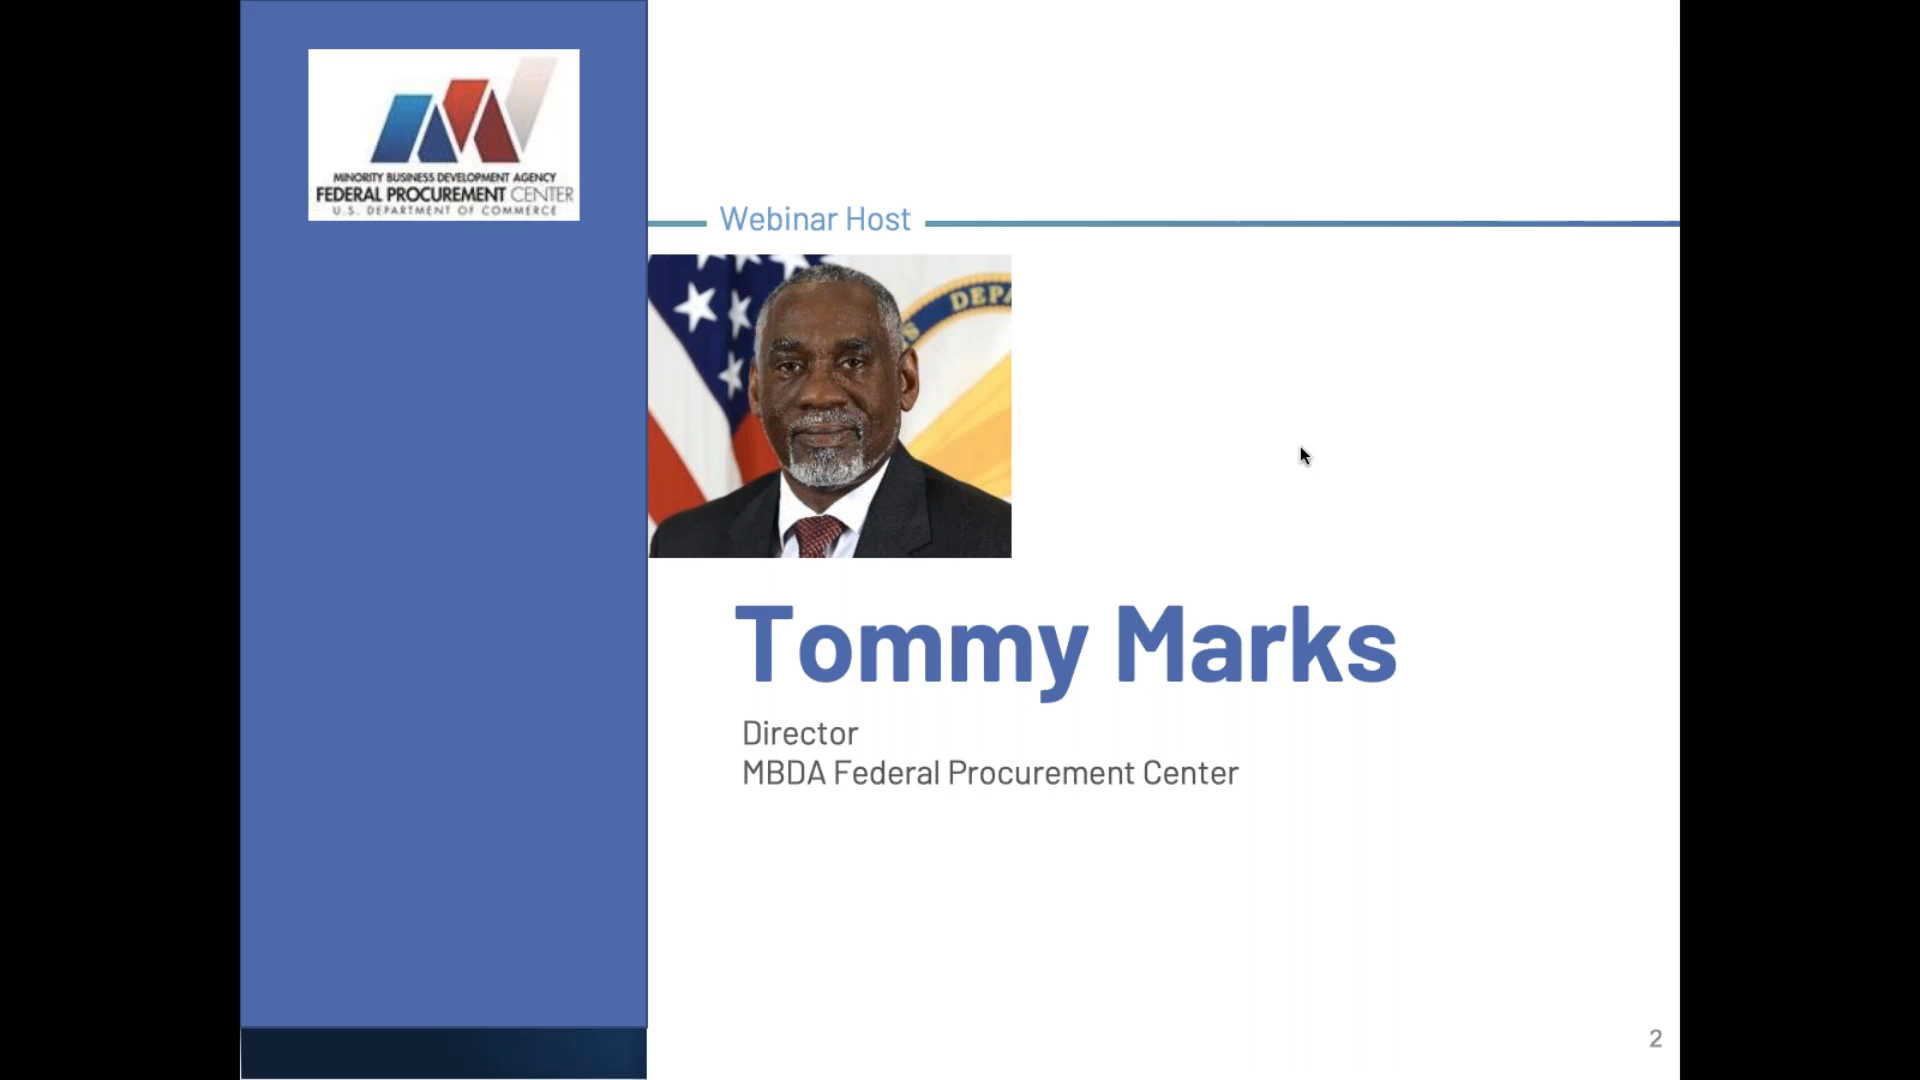 MINORITY BUSINESS DEVELOPMENT AGENCY
FEDERAL PROCUREMENT CENTER
U.S. DEPARTMENT OF COMMERCE
Webinar Host
DEPA
S
Tommy Marks
Director
MBDA Federal Procurement Center
2